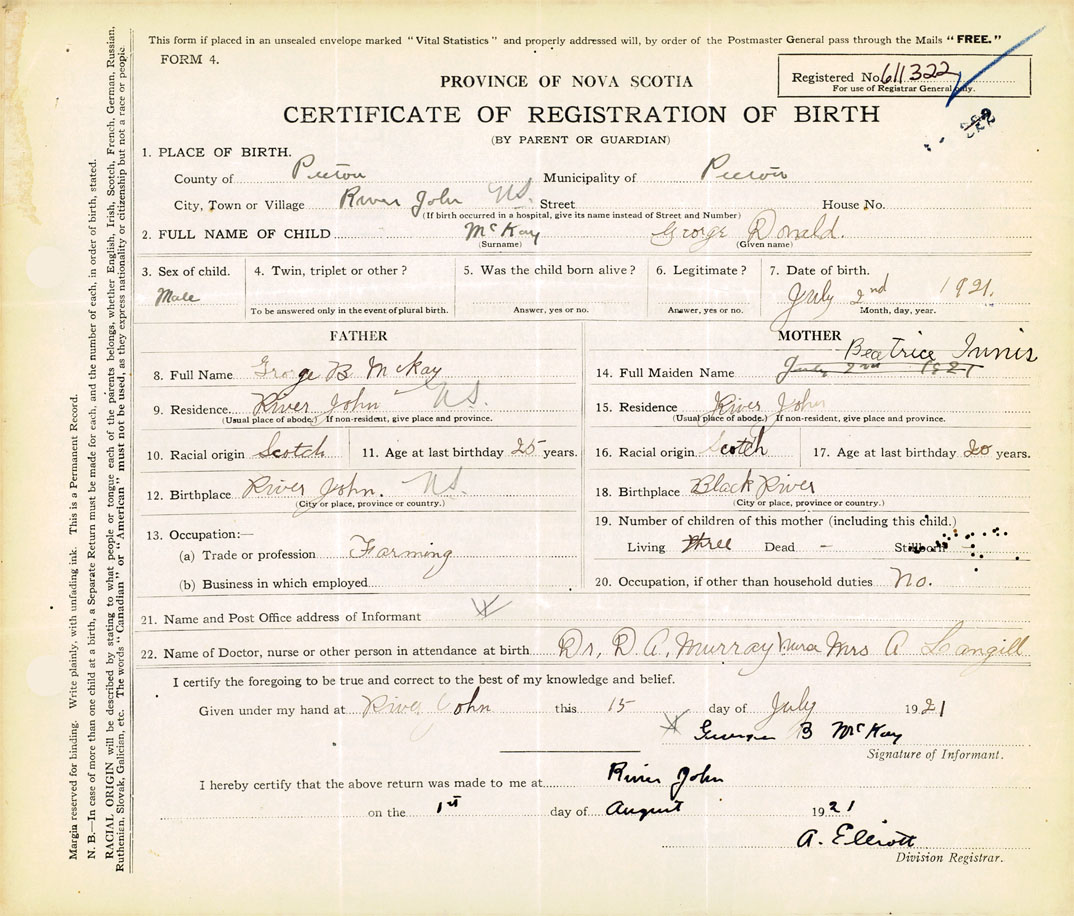 This form if placed in an unsealed envelope marked "Vital Statistics" and properly addressed will, by order of the Postmaster General pass through the Mails "FREE."
FORM 4.
Registered No. 611322
For use of Registrar General only.
PROVINCE OF NOVA SCOTIA
CERTIFICATE OF REGISTRATION OF BIRTH
(BY PARENT OR GUARDIAN)
1. PLACE OF BIRTH.
County of Pictou Municipality of Pictou
City, Town or Village River John N.S. Street House No.
(If birth occurred in a hospital, give its name instead of Street and Number)
2. FULL NAME OF CHILD McKay George Donald.
(Surname) (Given name)
3. Sex of child. 4. Twin, triplet or other? 5. Was the child born alive? 6. Legitimate? 7. Date of birth.
Male July 2nd 1921.
To be answered only in the event of plural birth. Answer, yes or no. Answer, yes or no. Month, day, year.
FATHER
8. Full Name George B McKay
9. Residence River John N.S.
(Usual place of abode.) If non-resident, give place and province.
10. Racial origin Scotch 11. Age at last birthday 25 years.
12. Birthplace River John. N.S.
(City or place, province or country.)
13. Occupation:—
(a) Trade or profession Farming
(b) Business in which employed
MOTHER
Beatrice Innis
14. Full Maiden Name July 2nd 1921
15. Residence River John
(Usual place of abode.) If non-resident, give place and province.
16. Racial origin Scotch 17. Age at last birthday 20 years.
18. Birthplace Black River
(City or place, province or country.)
19. Number of children of this mother (including this child.)
Living three Dead - Stillborn -
20. Occupation, if other than household duties No.
21. Name and Post Office address of Informant
22. Name of Doctor, nurse or other person in attendance at birth Dr. D. A. Murray Nurse Mrs A Langill
I certify the foregoing to be true and correct to the best of my knowledge and belief.
Given under my hand at River John this 15 day of July 1921
George B McKay
Signature of Informant.
I hereby certify that the above return was made to me at River John
on the 1st day of August 1921
A. Elliott
Division Registrar.
Margin reserved for binding. Write plainly, with unfading ink. This is a Permanent Record.
N. B.—In case of more than one child at a birth, a Separate Return must be made for each, and the number of each, in order of birth, stated.
RACIAL ORIGIN will be described by stating to what people or tongue each of the parents belongs, whether English, Irish, Scotch, French, German, Russian,
Ruthenian, Slovak, Galician, etc. The words "Canadian" or "American" must not be used, as they express nationality or citizenship but not a race or people